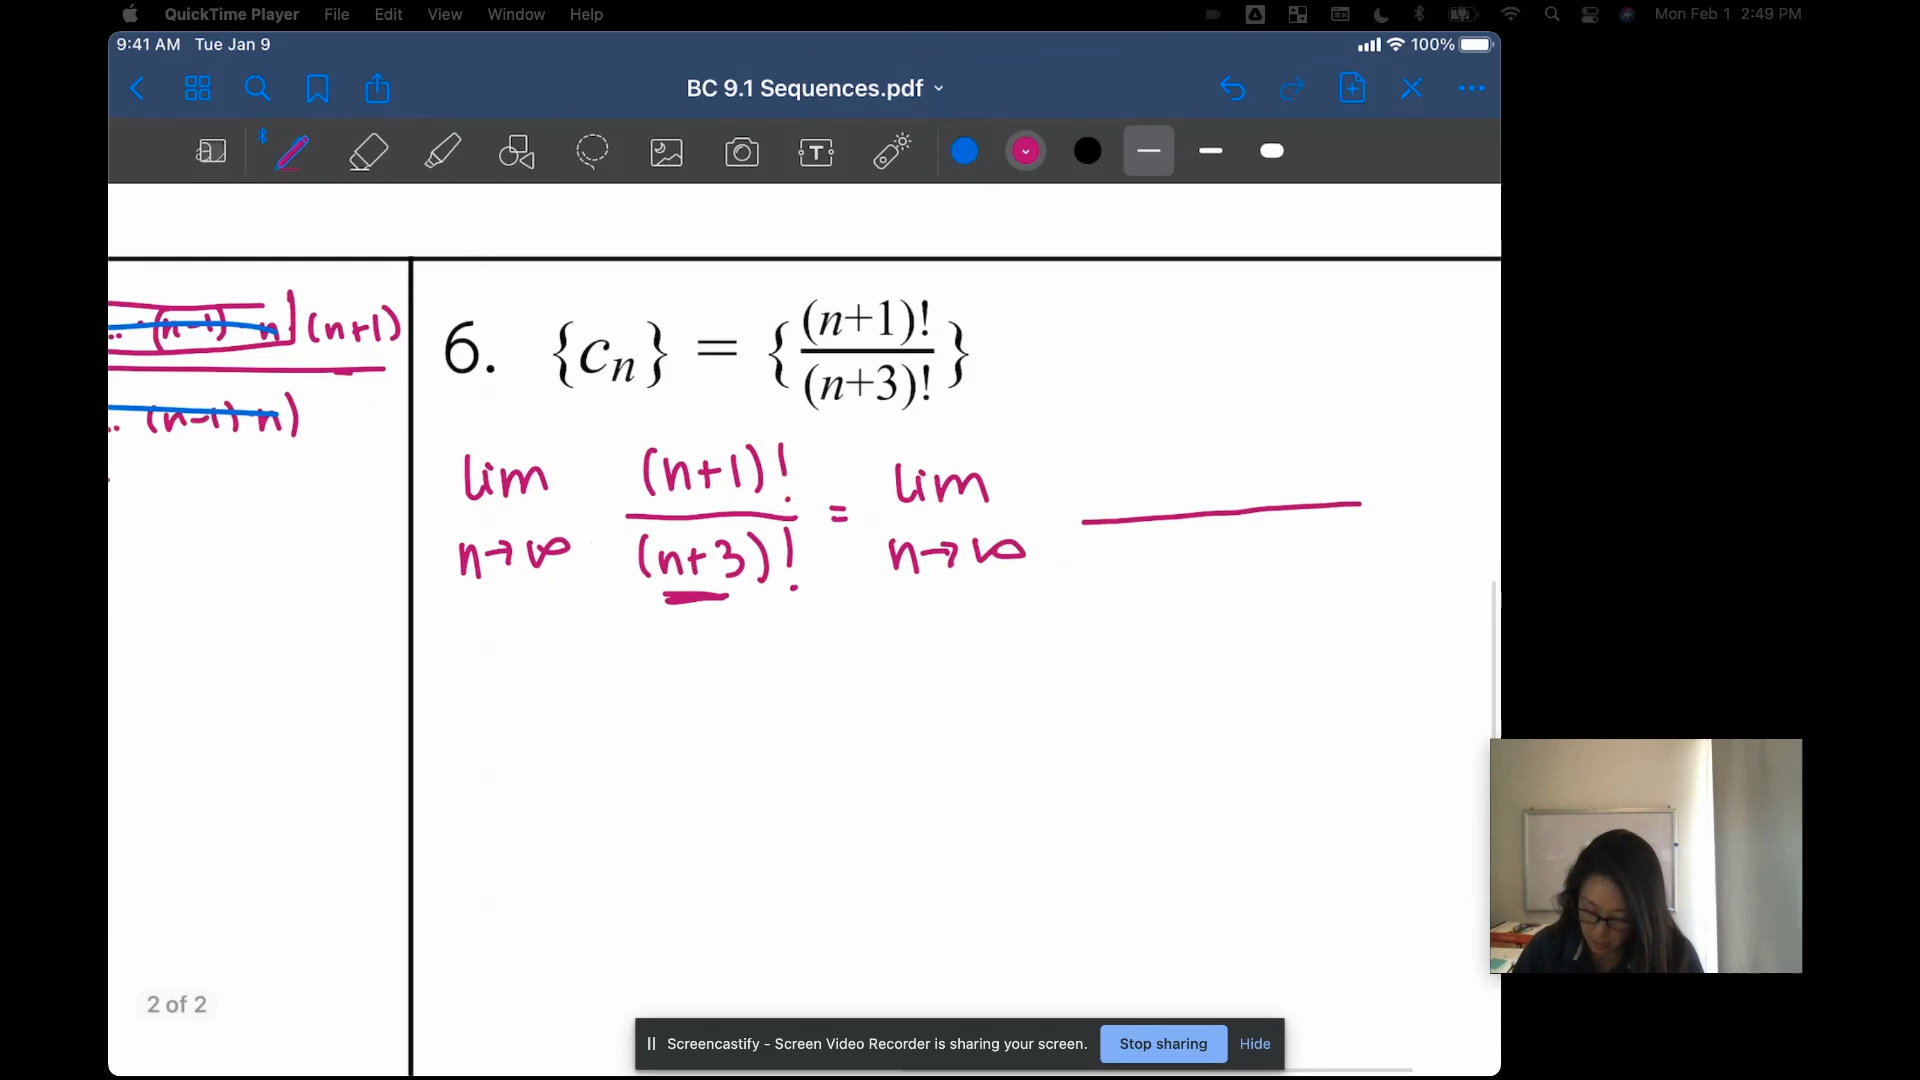 QuickTime Player File Edit View Window Help Mon Feb 1 2:49 PM
9:41 AM Tue Jan 9 100%
BC 9.1 Sequences.pdf
T
.. (n-1) n] (n+1)
.. (n-1) n)
6. {cₙ} = {(n+1)!/(n+3)!}
lim n→∞ (n+1)!/(n+3)! = lim n→∞
2 of 2
Screencastify - Screen Video Recorder is sharing your screen. Stop sharing Hide